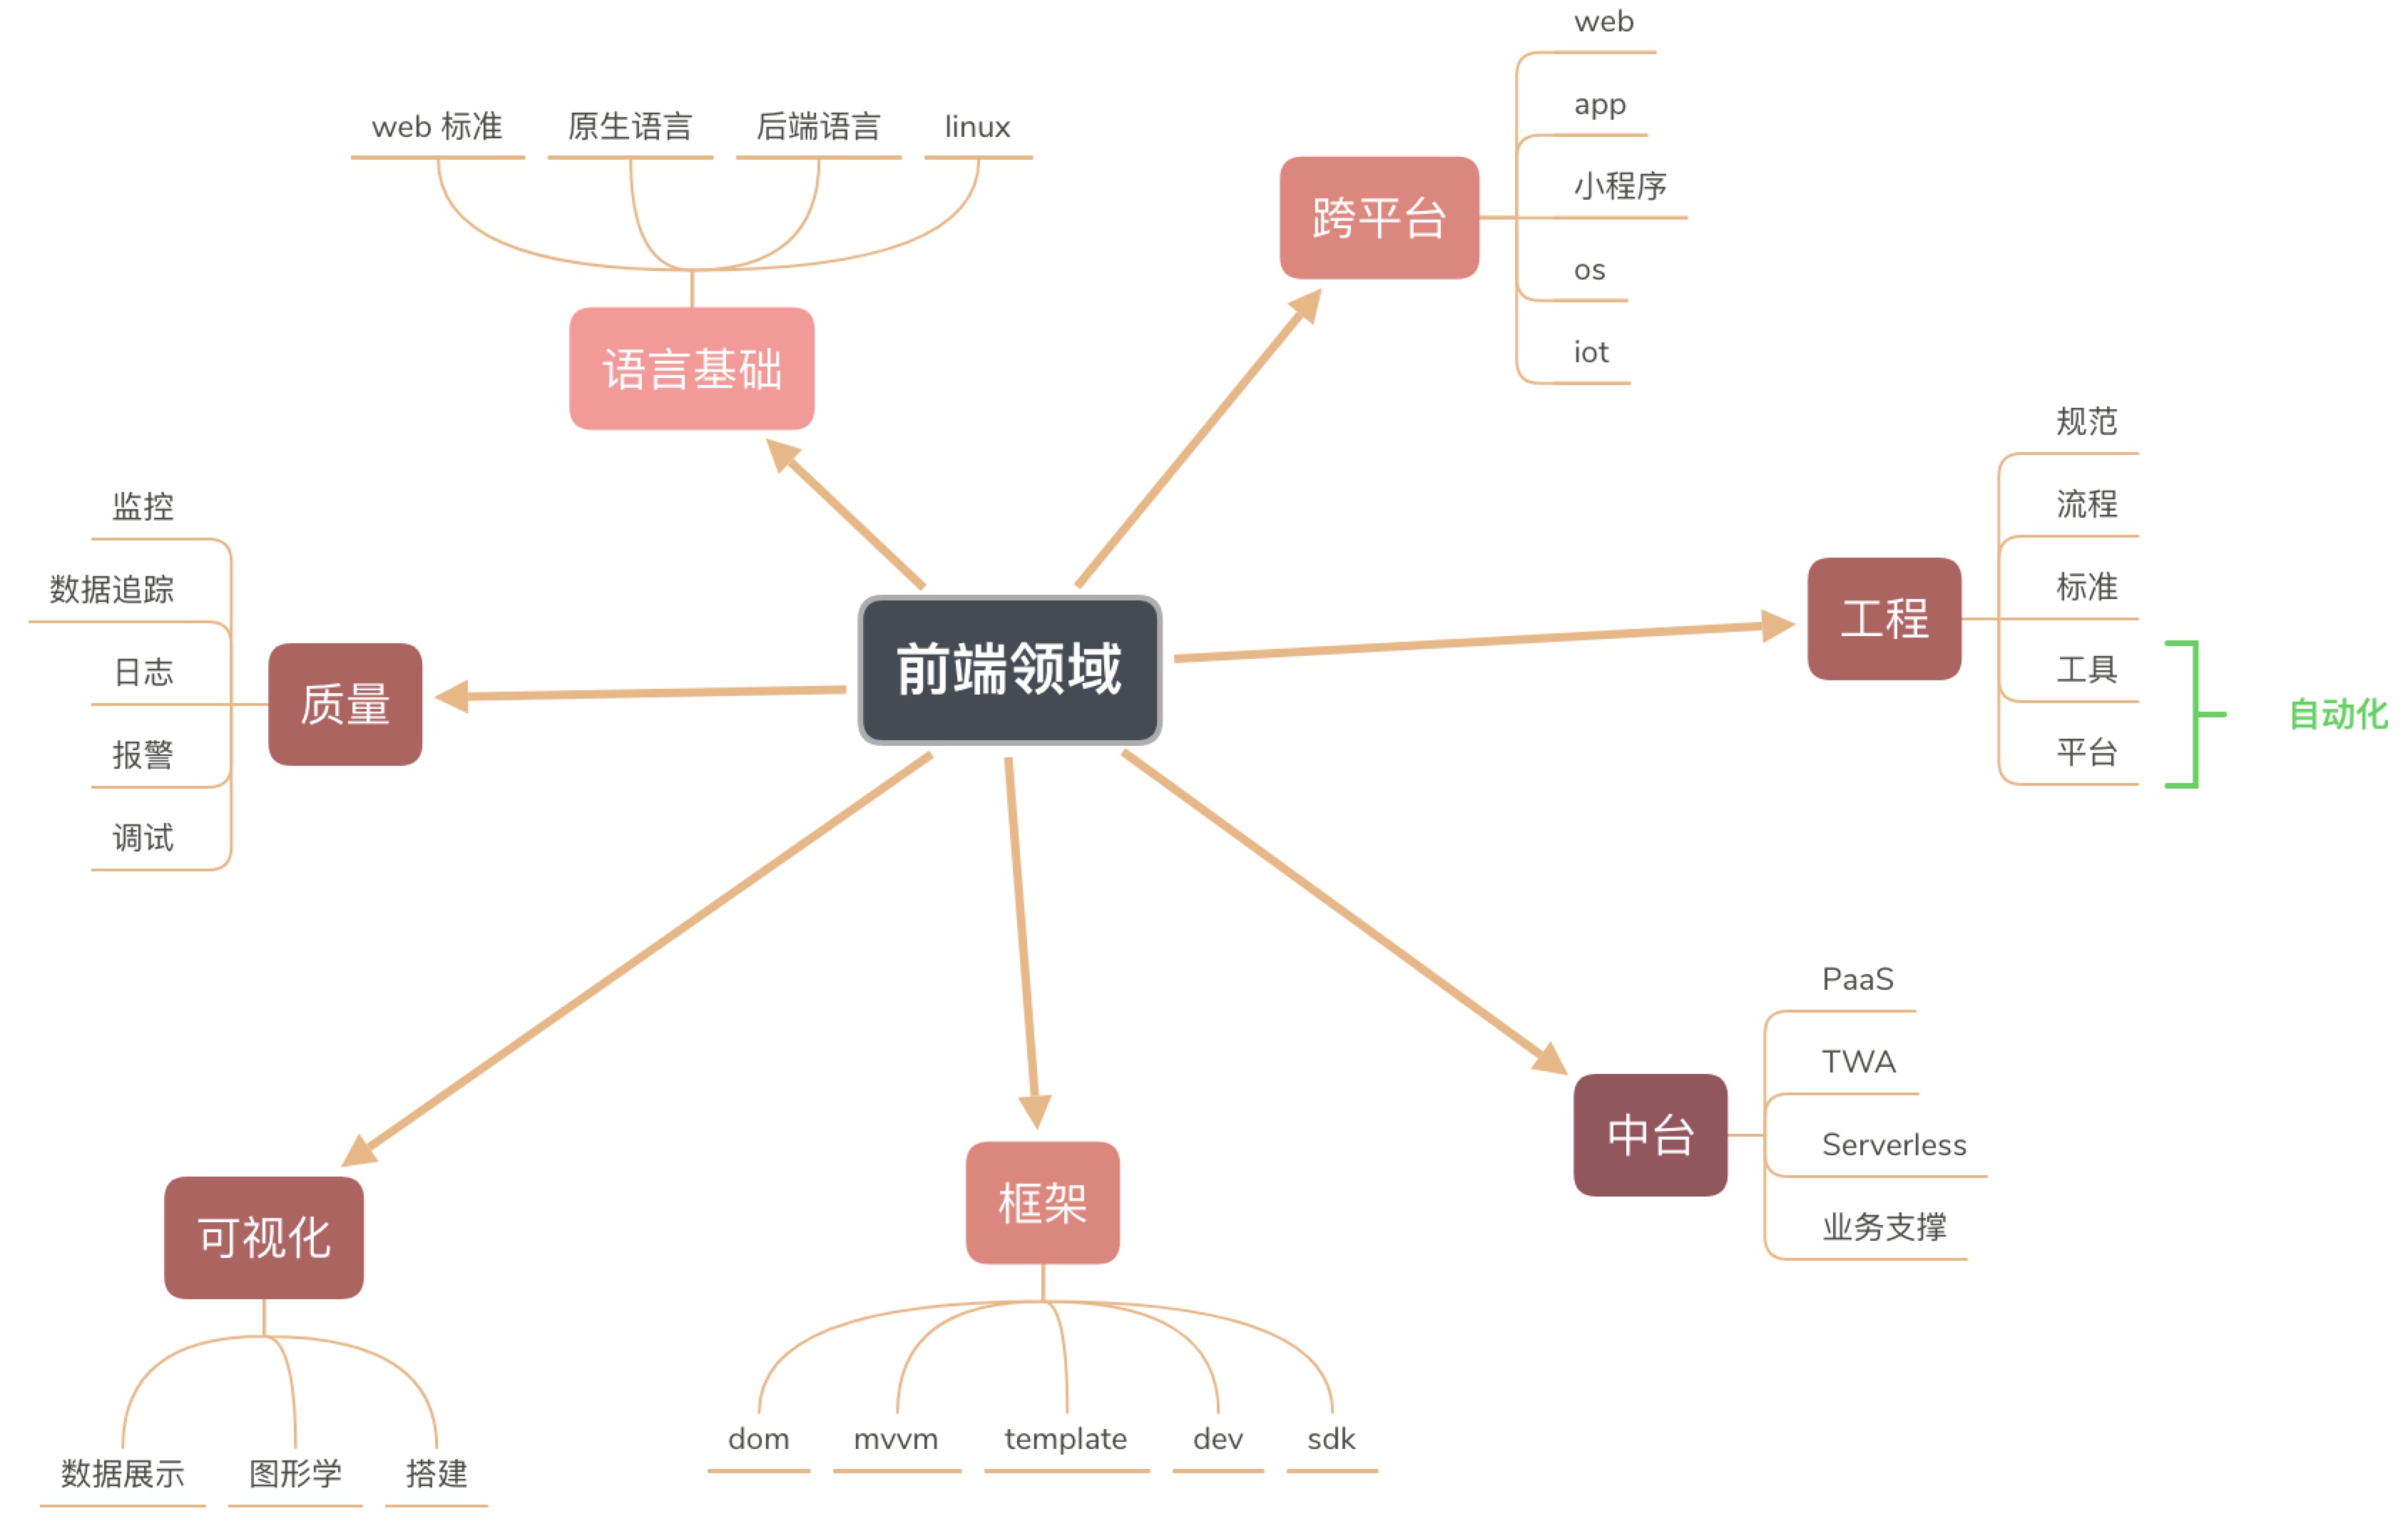 web
app
小程序
os
iot
跨平台
web 标准
原生语言
后端语言
linux
语言基础
规范
流程
标准
工具
平台
工程
自动化
监控
数据追踪
日志
报警
调试
质量
前端领域
PaaS
TWA
Serverless
业务支撑
中台
可视化
数据展示
图形学
搭建
框架
dom
mvvm
template
dev
sdk